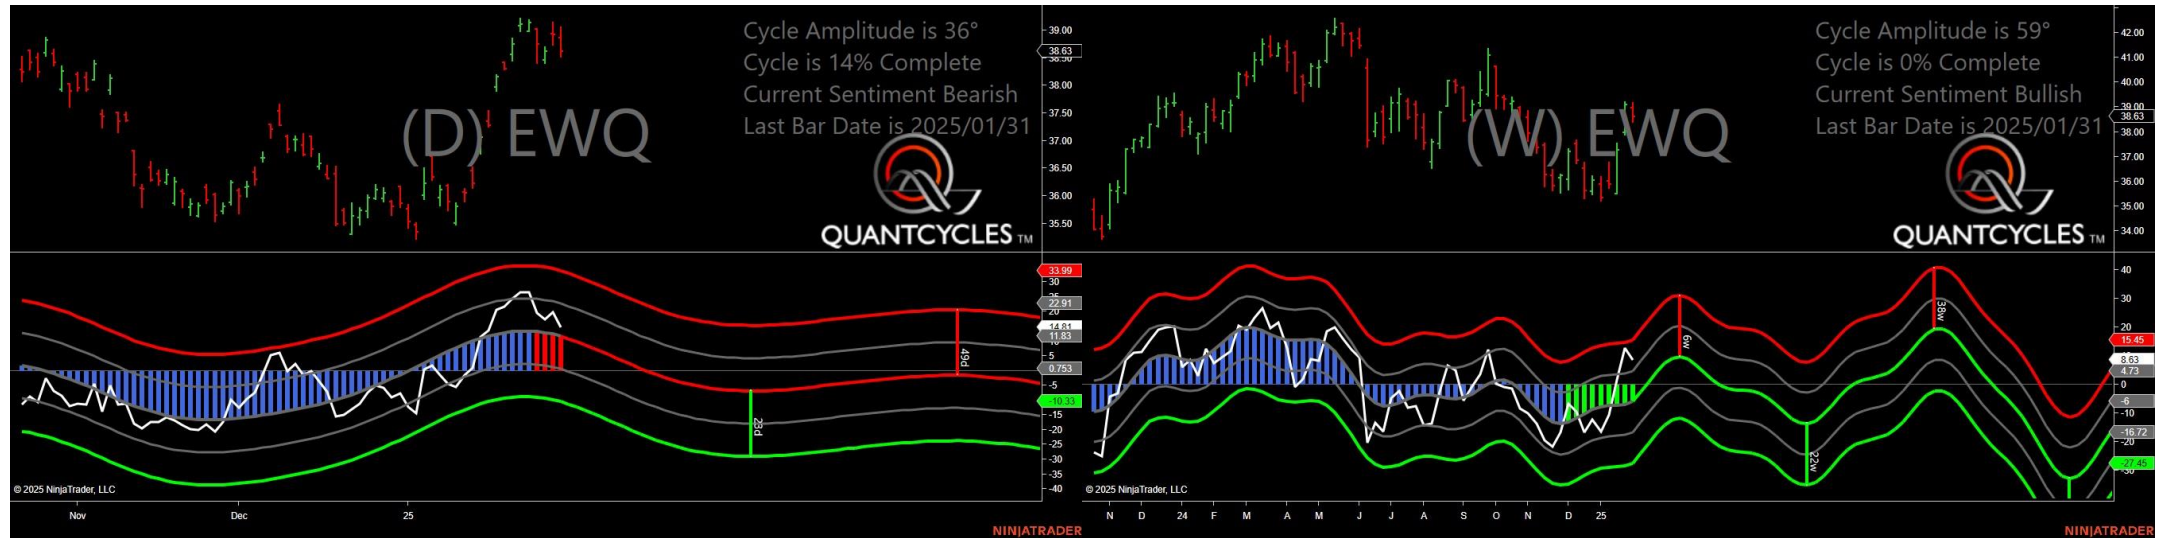 Cycle Amplitude is 36°
Cycle is 14% Complete
Current Sentiment Bearish
Last Bar Date is 2025/01/31
(D) EWQ
QUANTCYCLES TM
39.00
38.63
38.50
38.00
37.50
37.00
36.50
36.00
35.50
33.99
30
25
22.91
14.81
11.83
5
0.753
-5
-10.33
-15
-20
-25
-30
-35
-40
49d
23d
© 2025 NinjaTrader, LLC
Nov Dec 25
NINJATRADER
Cycle Amplitude is 59°
Cycle is 0% Complete
Current Sentiment Bullish
Last Bar Date is 2025/01/31
(W) EWQ
QUANTCYCLES TM
42.00
41.00
40.00
39.00
38.63
38.00
37.00
36.00
35.00
34.00
40
30
20
15.45
8.63
4.73
0
-6
-10
-16.72
-20
-27.45
-30
6w
38w
22w
© 2025 NinjaTrader, LLC
N D 24 F M A M J J A S O N D 25
NINJATRADER